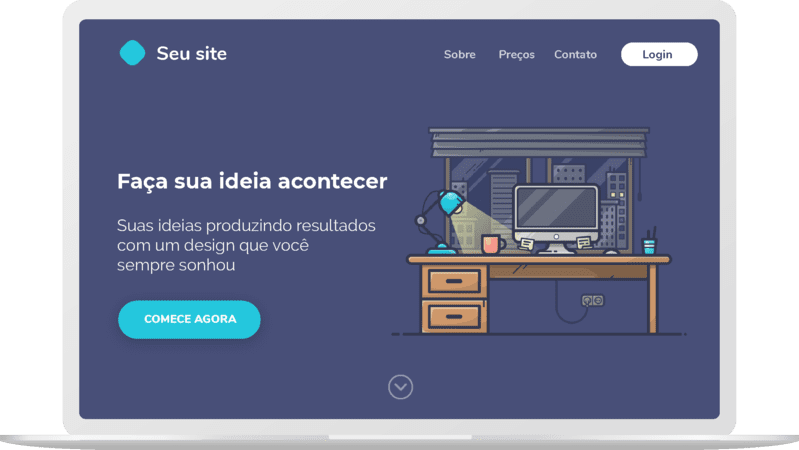 Seu site
Sobre Preços Contato Login
Faça sua ideia acontecer
Suas ideias produzindo resultados
com um design que você
sempre sonhou
COMECE AGORA